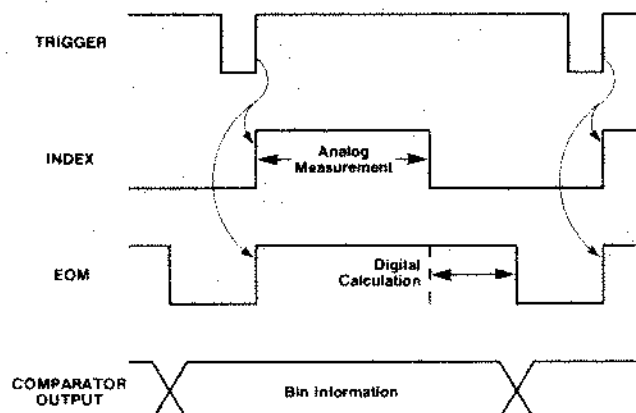 TRIGGER
INDEX
Analog
Measurement
EOM
Digital
Calculation
COMPARATOR
OUTPUT
Bin Information